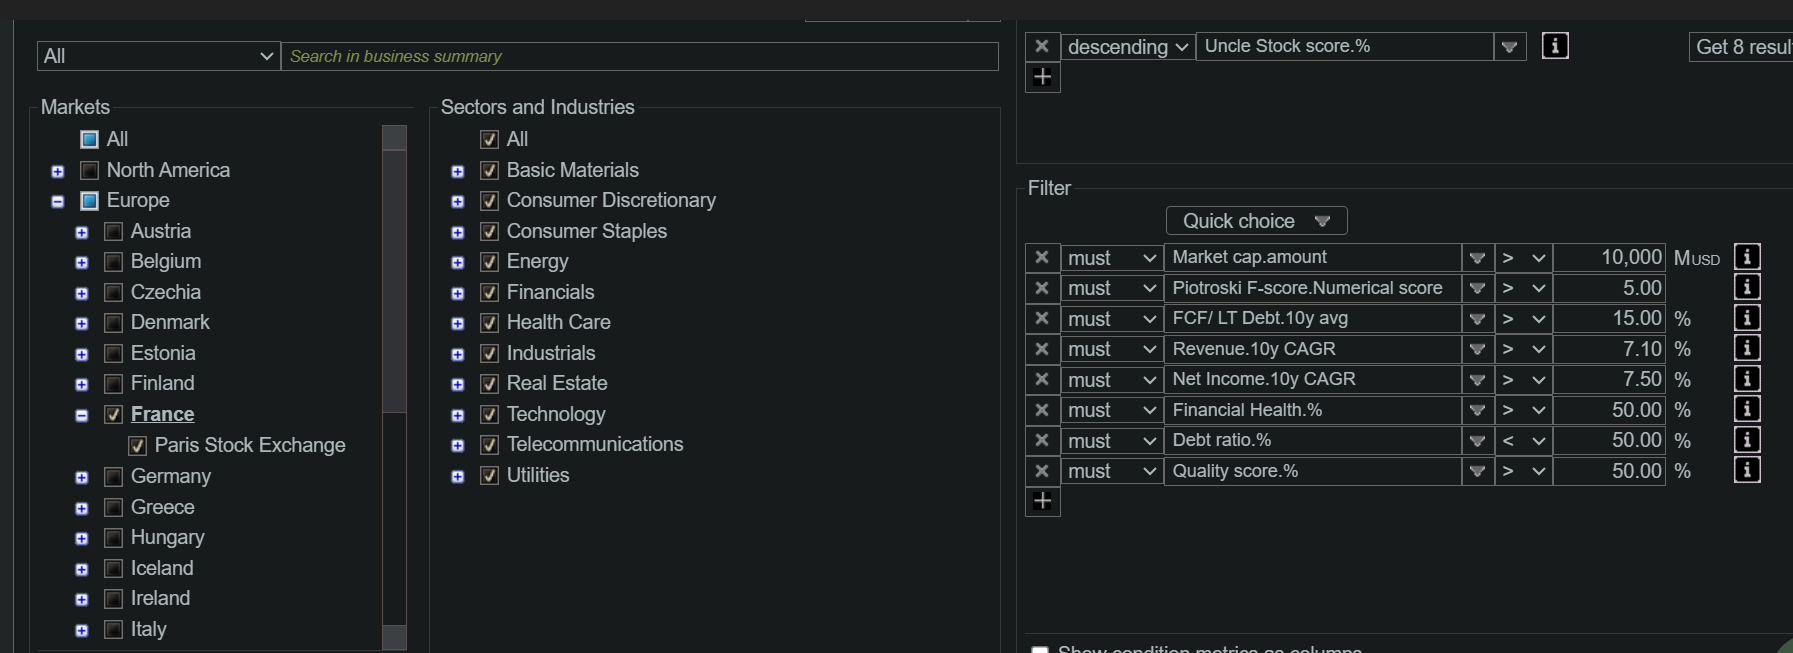 All
Search in business summary
Markets
All
North America
Europe
Austria
Belgium
Czechia
Denmark
Estonia
Finland
France
Paris Stock Exchange
Germany
Greece
Hungary
Iceland
Ireland
Italy
Sectors and Industries
All
Basic Materials
Consumer Discretionary
Consumer Staples
Energy
Financials
Health Care
Industrials
Real Estate
Technology
Telecommunications
Utilities
descending Uncle Stock score.% i Get 8 resul
Filter
Quick choice
must Market cap.amount > 10,000 MUSD i
must Piotroski F-score.Numerical score > 5.00 i
must FCF/ LT Debt.10y avg > 15.00 % i
must Revenue.10y CAGR > 7.10 % i
must Net Income.10y CAGR > 7.50 % i
must Financial Health.% > 50.00 % i
must Debt ratio.% < 50.00 % i
must Quality score.% > 50.00 % i
Show condition metrics as columns